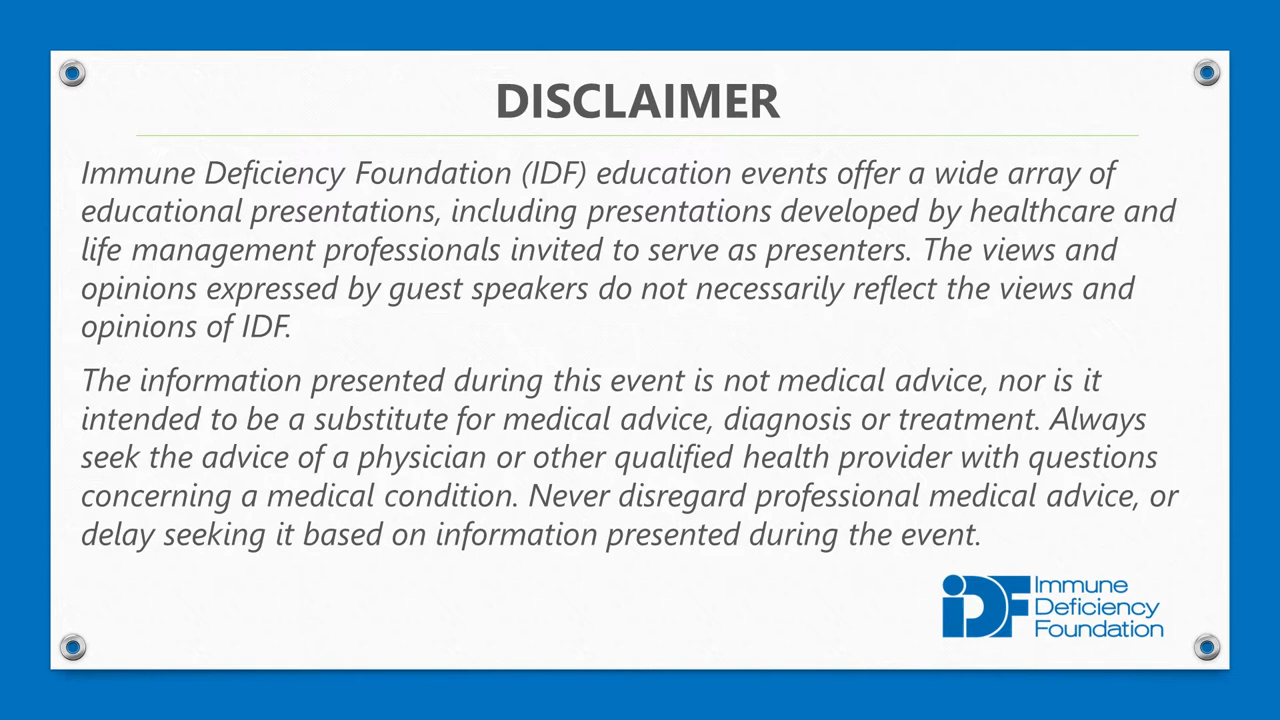 DISCLAIMER
Immune Deficiency Foundation (IDF) education events offer a wide array of
educational presentations, including presentations developed by healthcare and
life management professionals invited to serve as presenters. The views and
opinions expressed by guest speakers do not necessarily reflect the views and
opinions of IDF.
The information presented during this event is not medical advice, nor is it
intended to be a substitute for medical advice, diagnosis or treatment. Always
seek the advice of a physician or other qualified health provider with questions
concerning a medical condition. Never disregard professional medical advice, or
delay seeking it based on information presented during the event.
iDF
Immune
Deficiency
Foundation